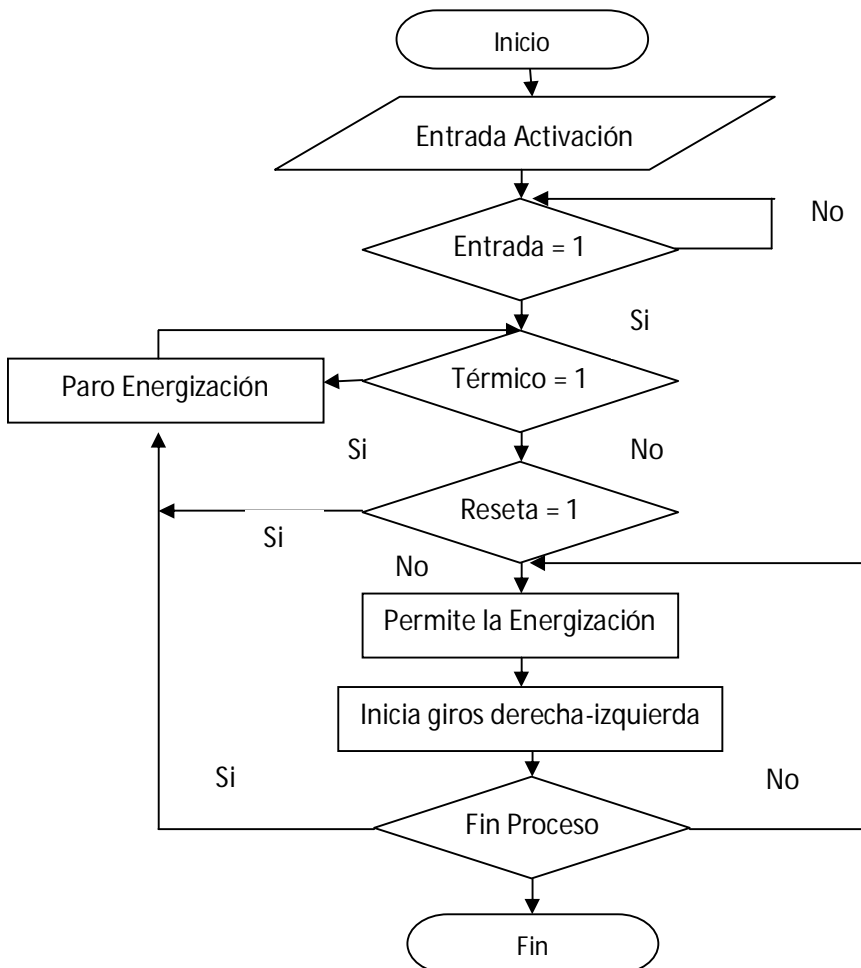 Inicio
Entrada Activación
No
Entrada = 1
Si
Paro Energización
Térmico = 1
Si
No
Reseta = 1
Si
No
Permite la Energización
Inicia giros derecha-izquierda
Si
No
Fin Proceso
Fin